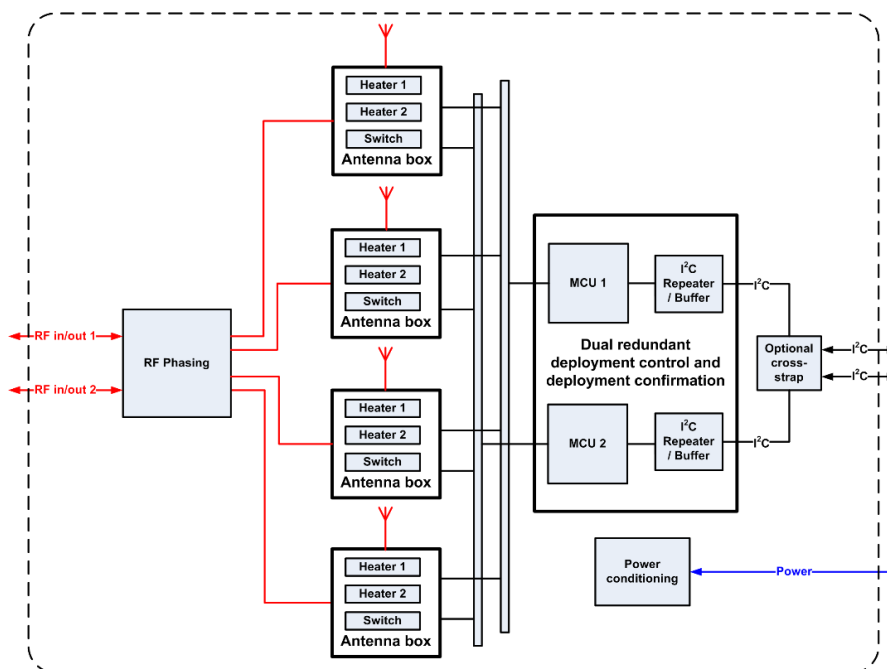 Heater 1
Heater 2
Switch
Antenna box
Heater 1
Heater 2
Switch
Antenna box
Heater 1
Heater 2
Switch
Antenna box
Heater 1
Heater 2
Switch
Antenna box
RF in/out 1
RF in/out 2
RF Phasing
MCU 1
I²C
Repeater
/ Buffer
I²C
Dual redundant
deployment control and
deployment confirmation
MCU 2
I²C
Repeater
/ Buffer
I²C
Optional
cross-
strap
I²C
I²C
Power
conditioning
Power